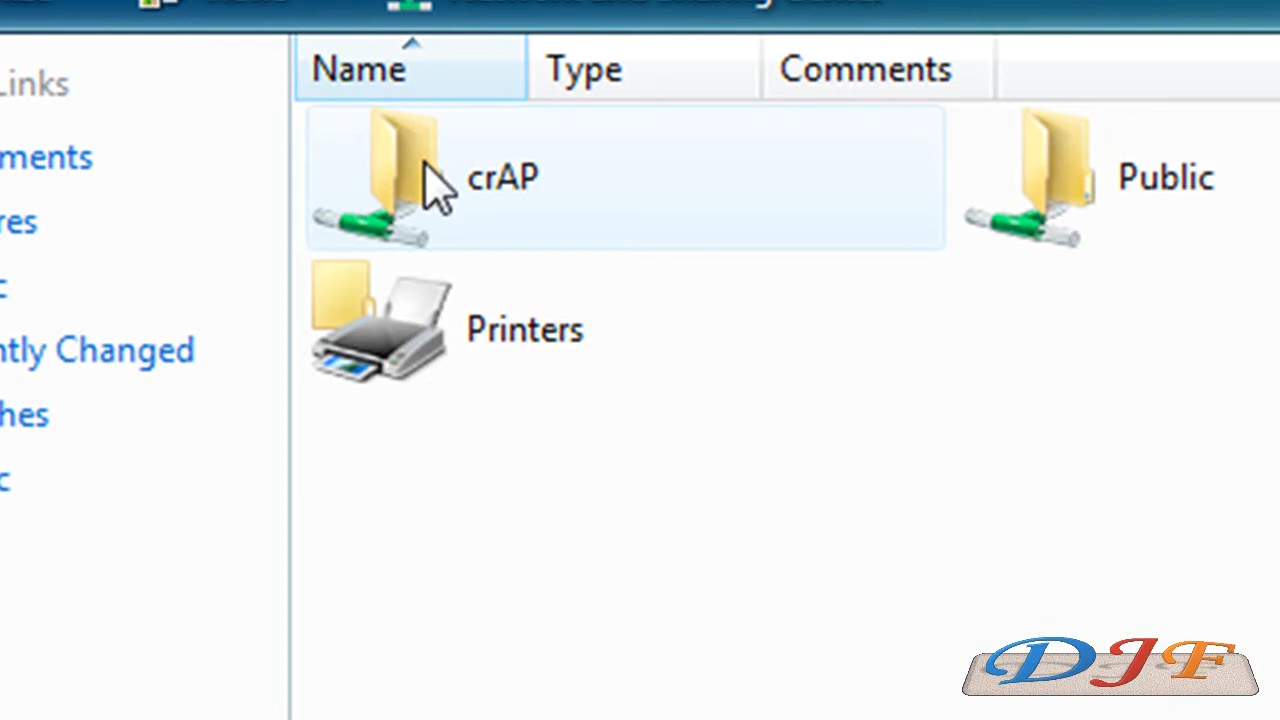 Links
Name Type Comments
ments
crAP Public
res
c
Printers
ntly Changed
hes
c
DJF